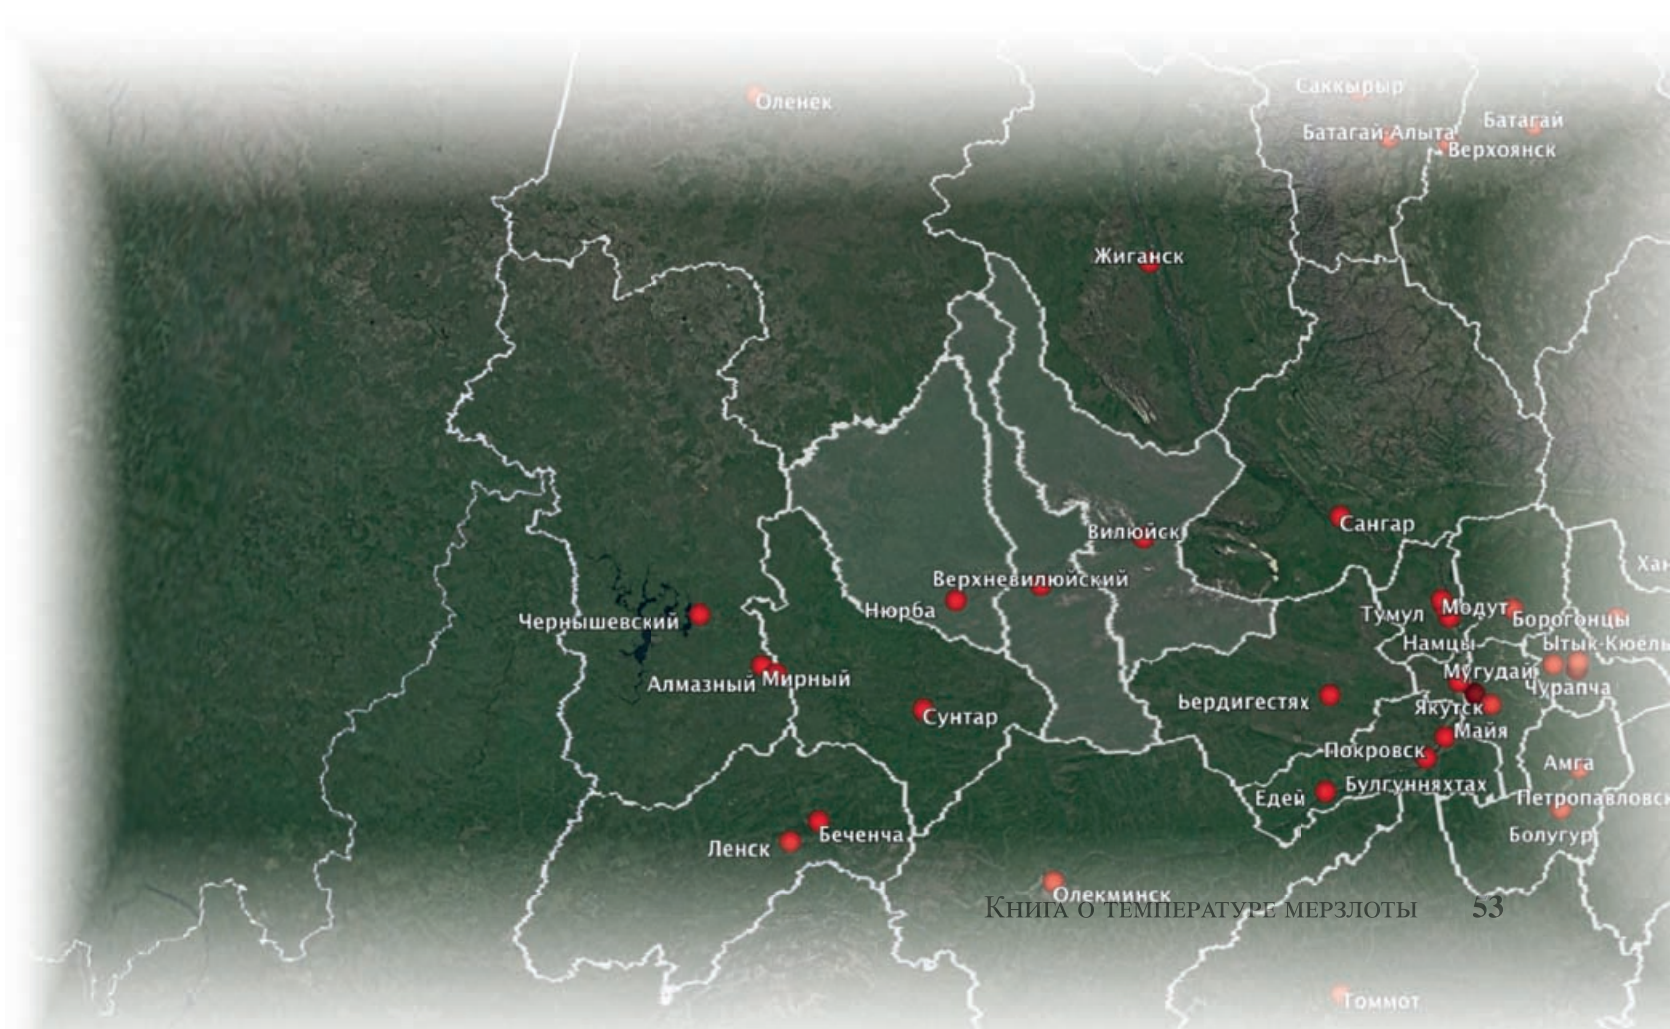 Саккырыр
Оленек
Батагай
Батагай-Алыта
Верхоянск
Жиганск
Сангар
Вилюйск
Хан
Верхневилюйский
Нюрба
Модут
Тумул
Борогонцы
Чернышевский
Намцы
Ытык-Кюель
Мугудай
Алмазный
Мирный
Чурапча
Бердигестях
Якутск
Сунтар
Майя
Покровск
Амга
Булгунняхтах
Едей
Петропавловск
Беченча
Болугур
Ленск
Олекминск
Книга о температуре мерзлоты 53
Томмот